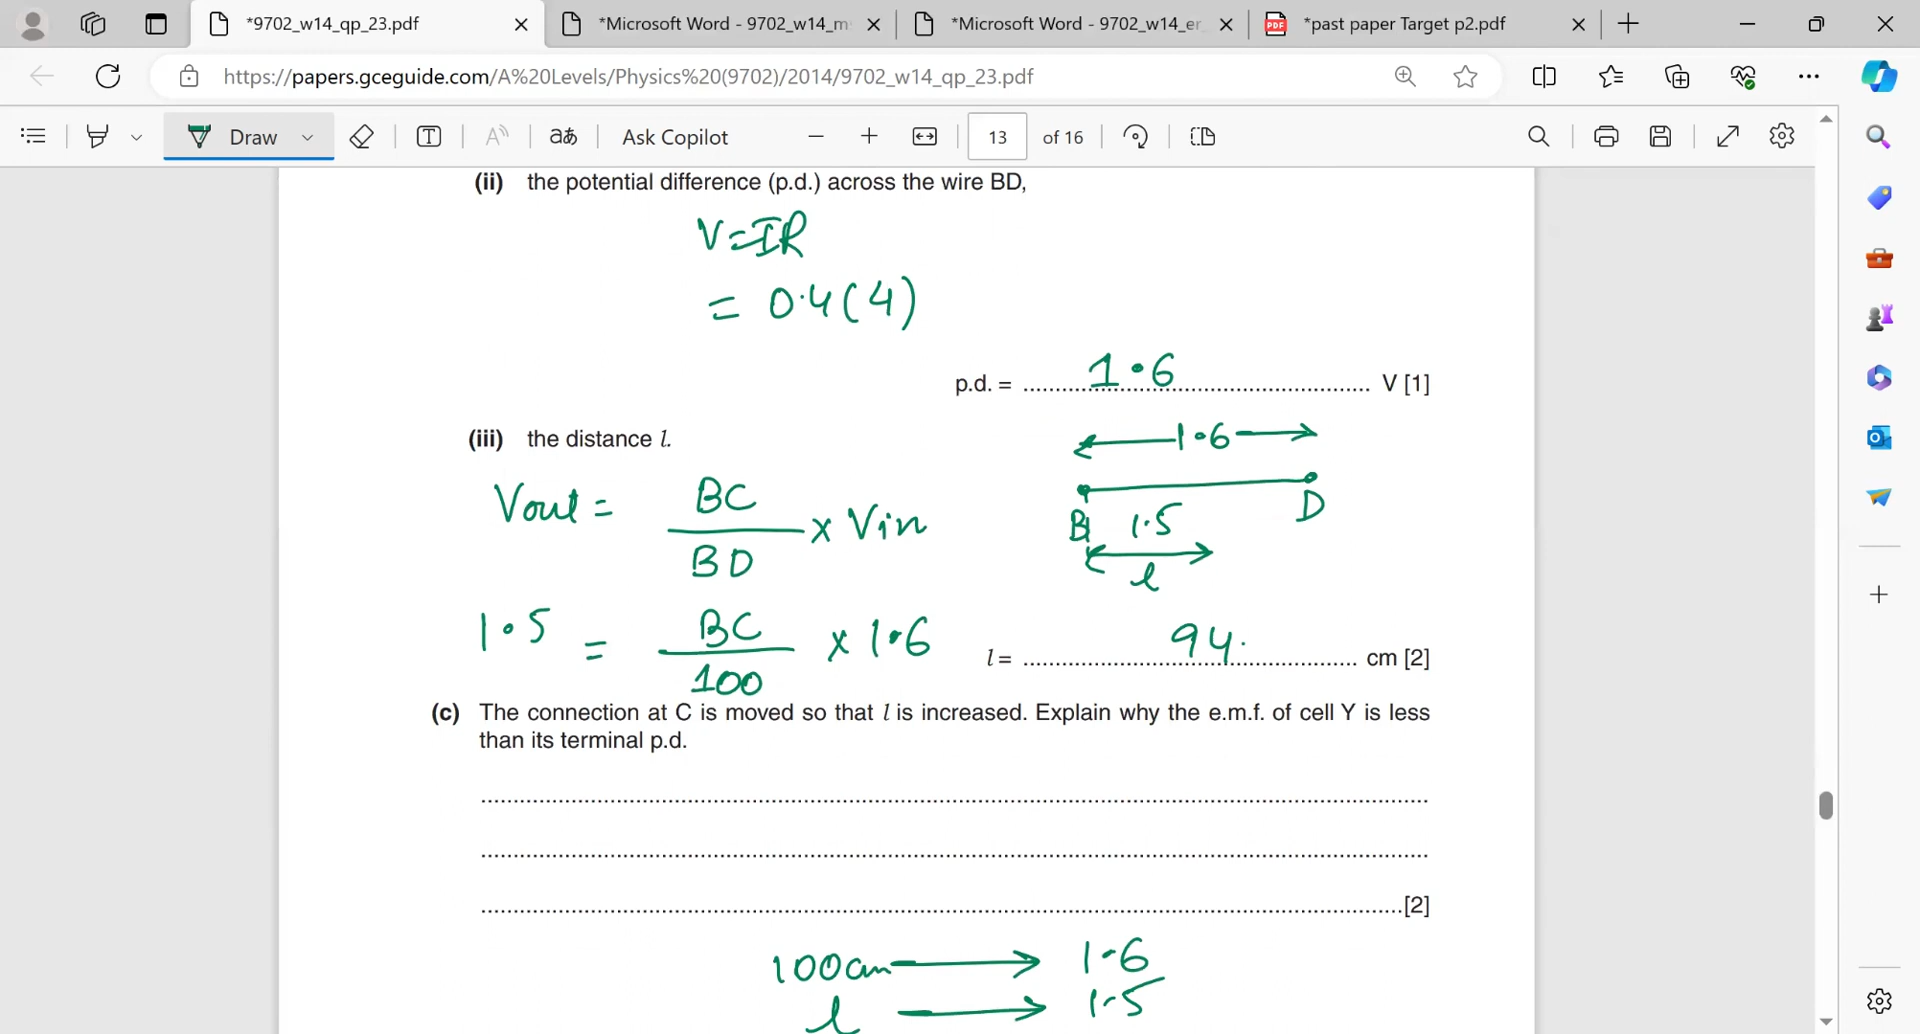 *9702_w14_qp_23.pdf
*Microsoft Word - 9702_w14_m
*Microsoft Word - 9702_w14_er
*past paper Target p2.pdf
https://papers.gceguide.com/A%20Levels/Physics%20(9702)/2014/9702_w14_qp_23.pdf
Draw
aあ
Ask Copilot
13 of 16
(ii) the potential difference (p.d.) across the wire BD,
V=IR
= 0.4(4)
p.d. = 1.6 V [1]
(iii) the distance l.
1.6
Vout = BC/BD x Vin
B 1.5 D
l
1.5 = BC/100 x 1.6
l = 94. cm [2]
(c) The connection at C is moved so that l is increased. Explain why the e.m.f. of cell Y is less
than its terminal p.d.
[2]
100cm → 1.6
l → 1.5